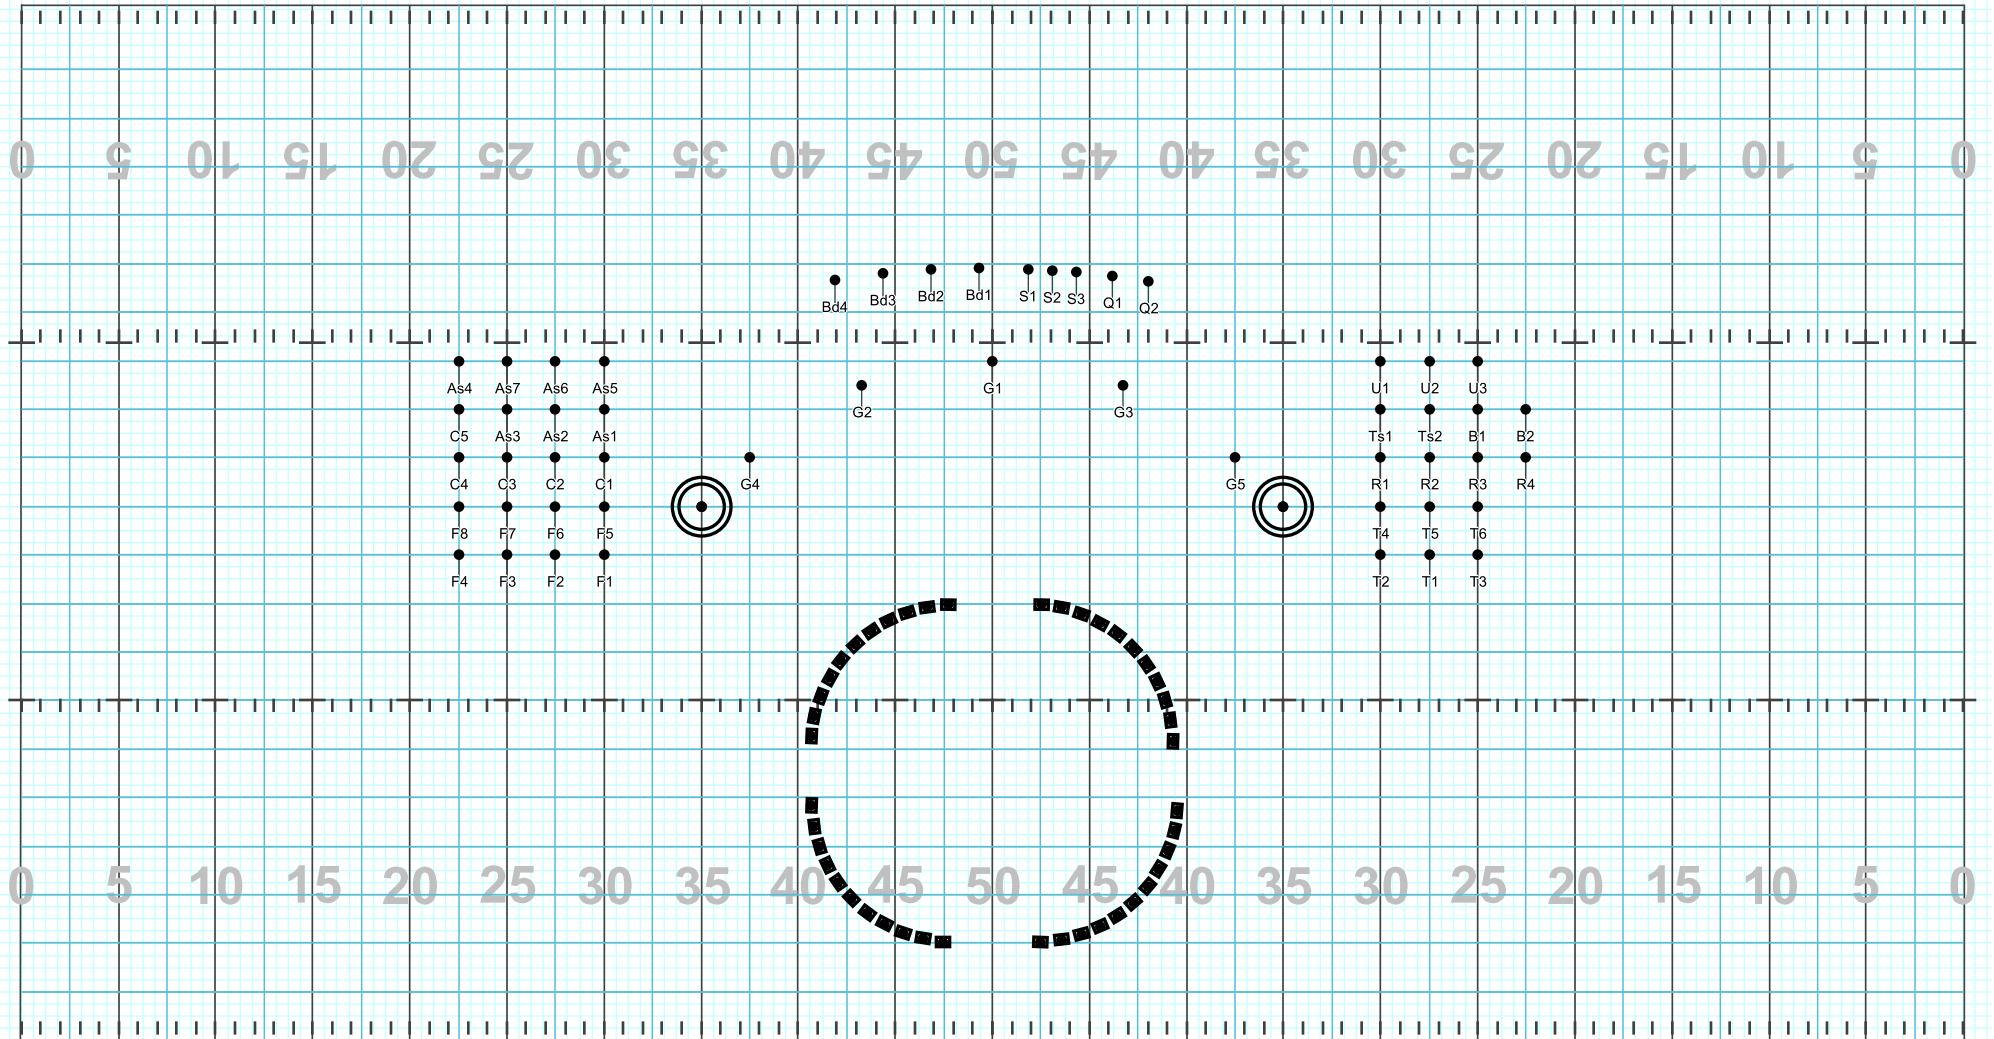 0 5 10 15 20 25 30 35 40 45 50 45 40 35 30 25 20 15 10 5 0
Bd4 Bd3 Bd2 Bd1 S1 S2 S3 Q1 Q2
As4 As7 As6 As5 G1 U1 U2 U3
G2 G3
C5 As3 As2 As1 Ts1 Ts2 B1 B2
C4 C3 C2 C1 G4 G5 R1 R2 R3 R4
F8 F7 F6 F5 T4 T5 T6
F4 F3 F2 F1 T2 T1 T3
0 5 10 15 20 25 30 35 40 45 50 45 40 35 30 25 20 15 10 5 0